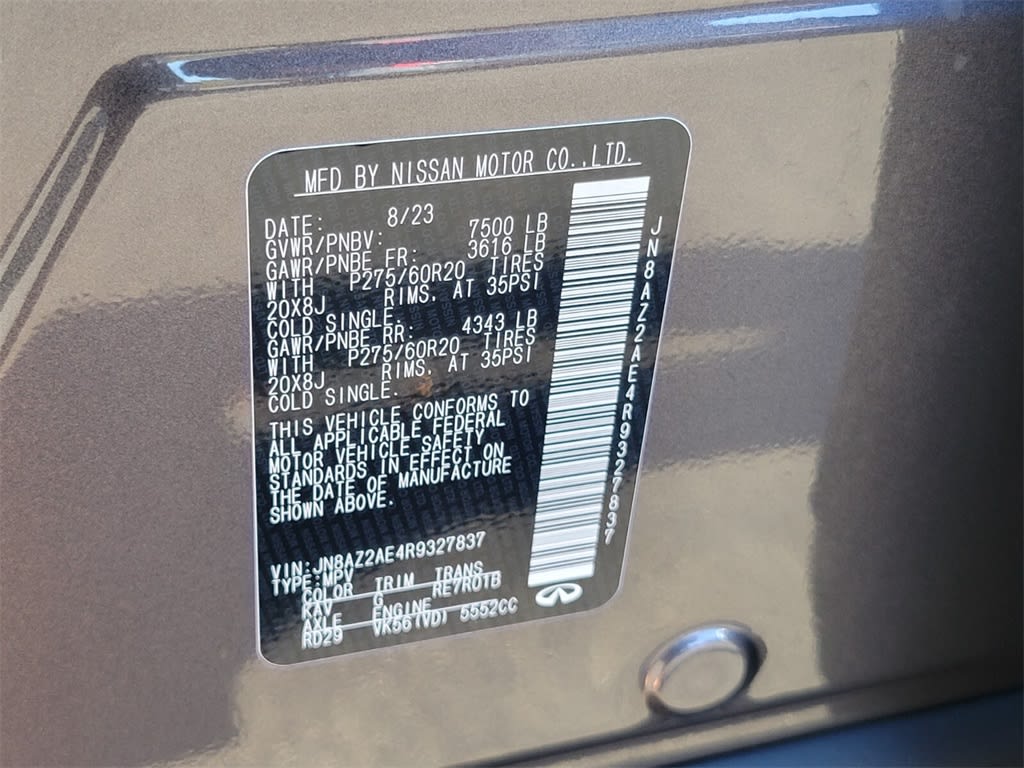 MFD BY NISSAN MOTOR CO.,LTD.
DATE: 8/23
GVWR/PNBV: 7500 LB
GAWR/PNBE FR: 3616 LB
WITH P275/60R20 TIRES
20X8J RIMS. AT 35PSI
COLD SINGLE.
GAWR/PNBE RR: 4343 LB
WITH P275/60R20 TIRES
20X8J RIMS. AT 35PSI
COLD SINGLE.
THIS VEHICLE CONFORMS TO
ALL APPLICABLE FEDERAL
MOTOR VEHICLE SAFETY
STANDARDS IN EFFECT ON
THE DATE OF MANUFACTURE
SHOWN ABOVE.
VIN:JN8AZ2AE4R9327837
TYPE:MPV
COLOR TRIM TRANS
KAV G RE7R01B
AXLE ENGINE
RD29 VK56(VD) 5552CC
JN8AZ2AE4R9327837